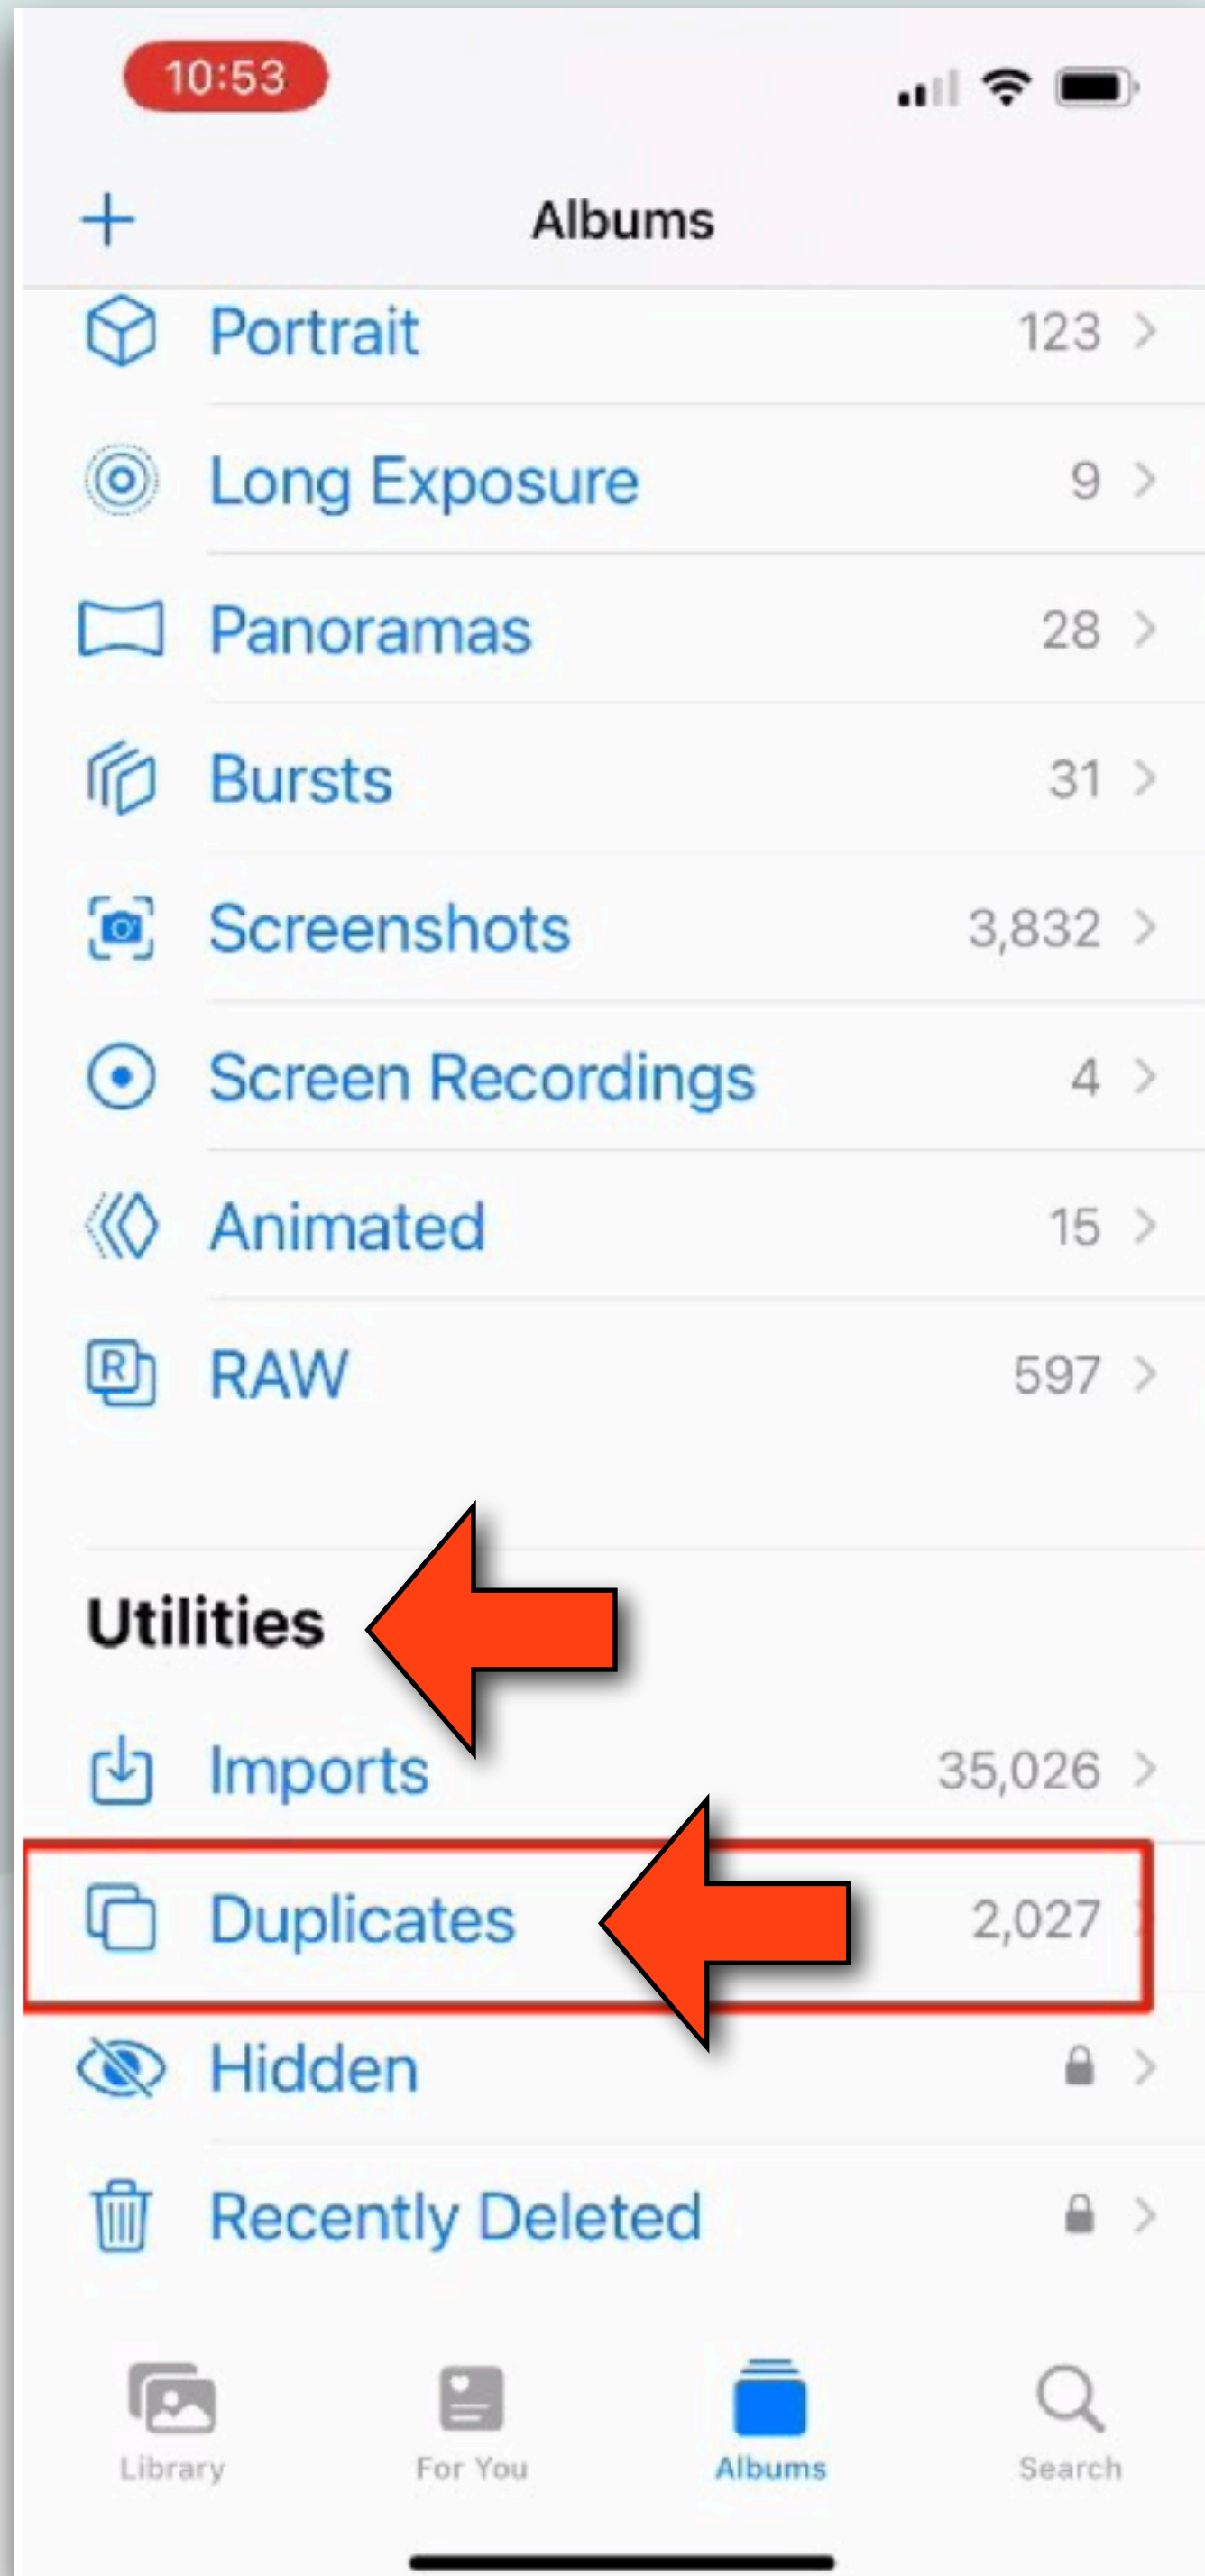 10:53
Albums
Portrait 123
Long Exposure 9
Panoramas 28
Bursts 31
Screenshots 3,832
Screen Recordings 4
Animated 15
R RAW 597
Utilities
Imports 35,026
Duplicates 2,027
Hidden
Recently Deleted
Library For You Albums Search